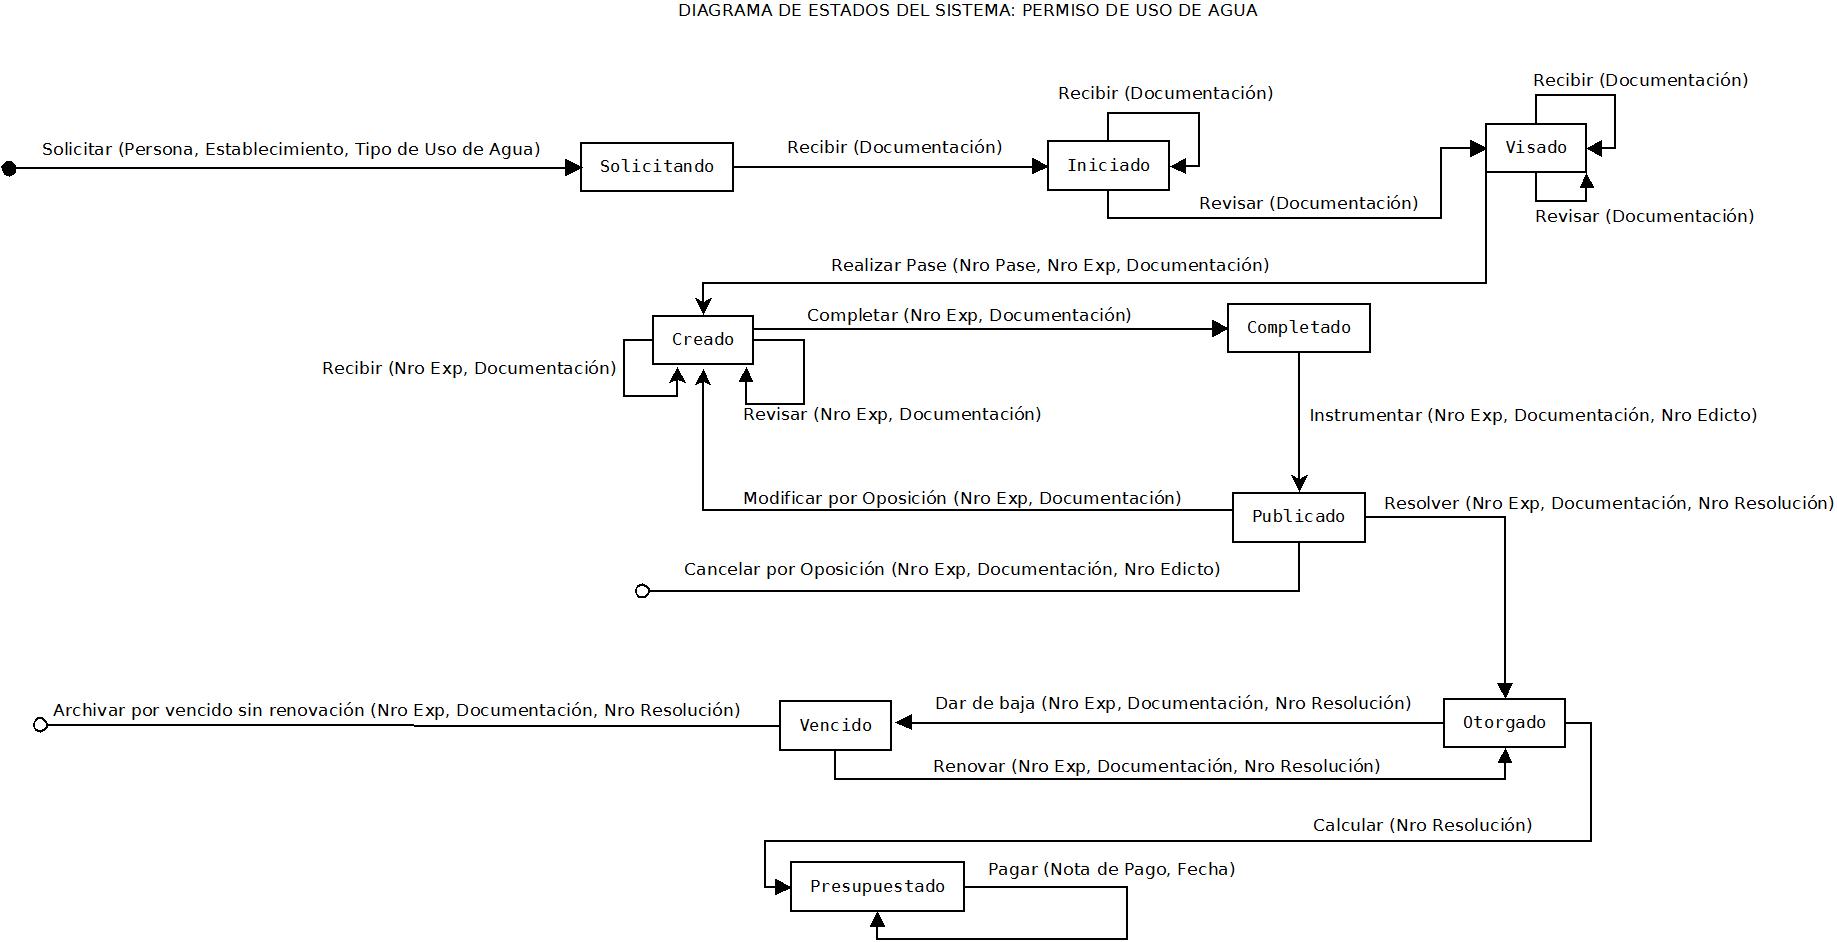 DIAGRAMA DE ESTADOS DEL SISTEMA: PERMISO DE USO DE AGUA
Recibir (Documentación)
Recibir (Documentación)
Solicitar (Persona, Establecimiento, Tipo de Uso de Agua)
Solicitando
Recibir (Documentación)
Iniciado
Visado
Revisar (Documentación)
Revisar (Documentación)
Realizar Pase (Nro Pase, Nro Exp, Documentación)
Creado
Completar (Nro Exp, Documentación)
Completado
Recibir (Nro Exp, Documentación)
Revisar (Nro Exp, Documentación)
Instrumentar (Nro Exp, Documentación, Nro Edicto)
Modificar por Oposición (Nro Exp, Documentación)
Publicado
Resolver (Nro Exp, Documentación, Nro Resolución)
Cancelar por Oposición (Nro Exp, Documentación, Nro Edicto)
Archivar por vencido sin renovación (Nro Exp, Documentación, Nro Resolución)
Vencido
Dar de baja (Nro Exp, Documentación, Nro Resolución)
Otorgado
Renovar (Nro Exp, Documentación, Nro Resolución)
Calcular (Nro Resolución)
Presupuestado
Pagar (Nota de Pago, Fecha)